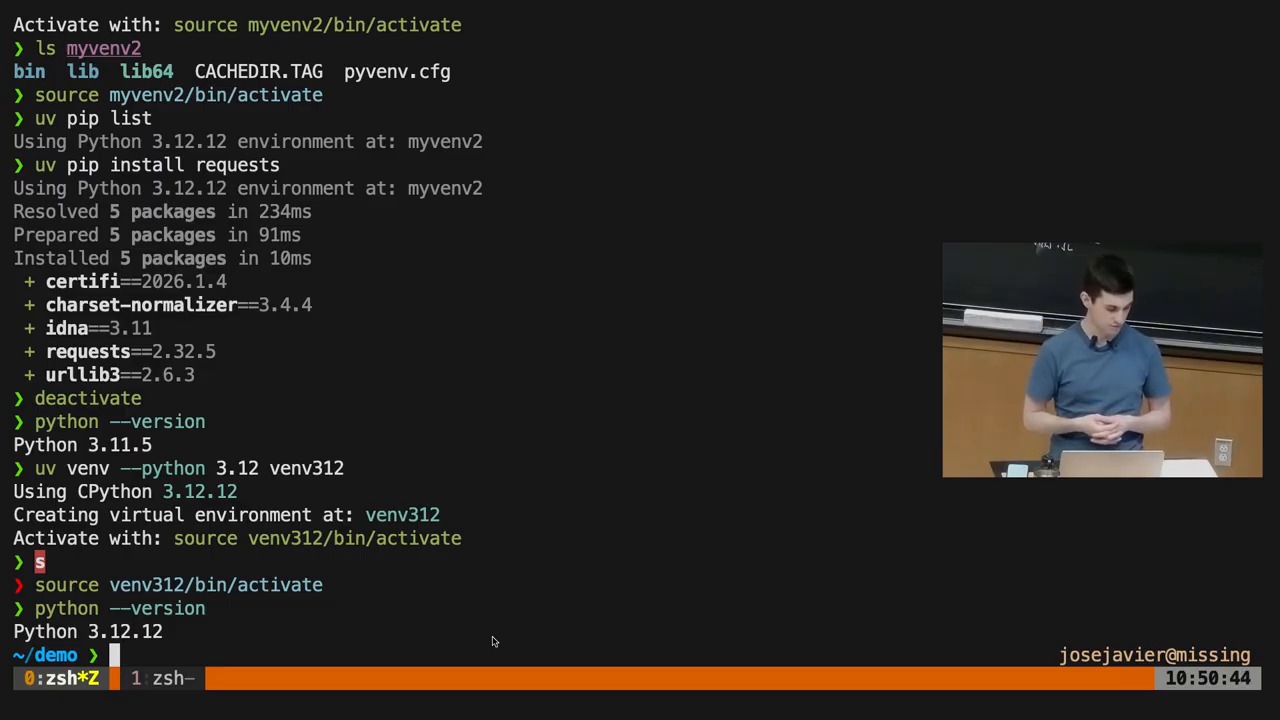 Activate with: source myvenv2/bin/activate
❯ ls myvenv2
bin lib lib64 CACHEDIR.TAG pyvenv.cfg
❯ source myvenv2/bin/activate
❯ uv pip list
Using Python 3.12.12 environment at: myvenv2
❯ uv pip install requests
Using Python 3.12.12 environment at: myvenv2
Resolved 5 packages in 234ms
Prepared 5 packages in 91ms
Installed 5 packages in 10ms
+ certifi==2026.1.4
+ charset-normalizer==3.4.4
+ idna==3.11
+ requests==2.32.5
+ urllib3==2.6.3
❯ deactivate
❯ python --version
Python 3.11.5
❯ uv venv --python 3.12 venv312
Using CPython 3.12.12
Creating virtual environment at: venv312
Activate with: source venv312/bin/activate
❯ s
❯ source venv312/bin/activate
❯ python --version
Python 3.12.12
~/demo ❯ josejavier@missing
0:zsh*Z 1:zsh- 10:50:44